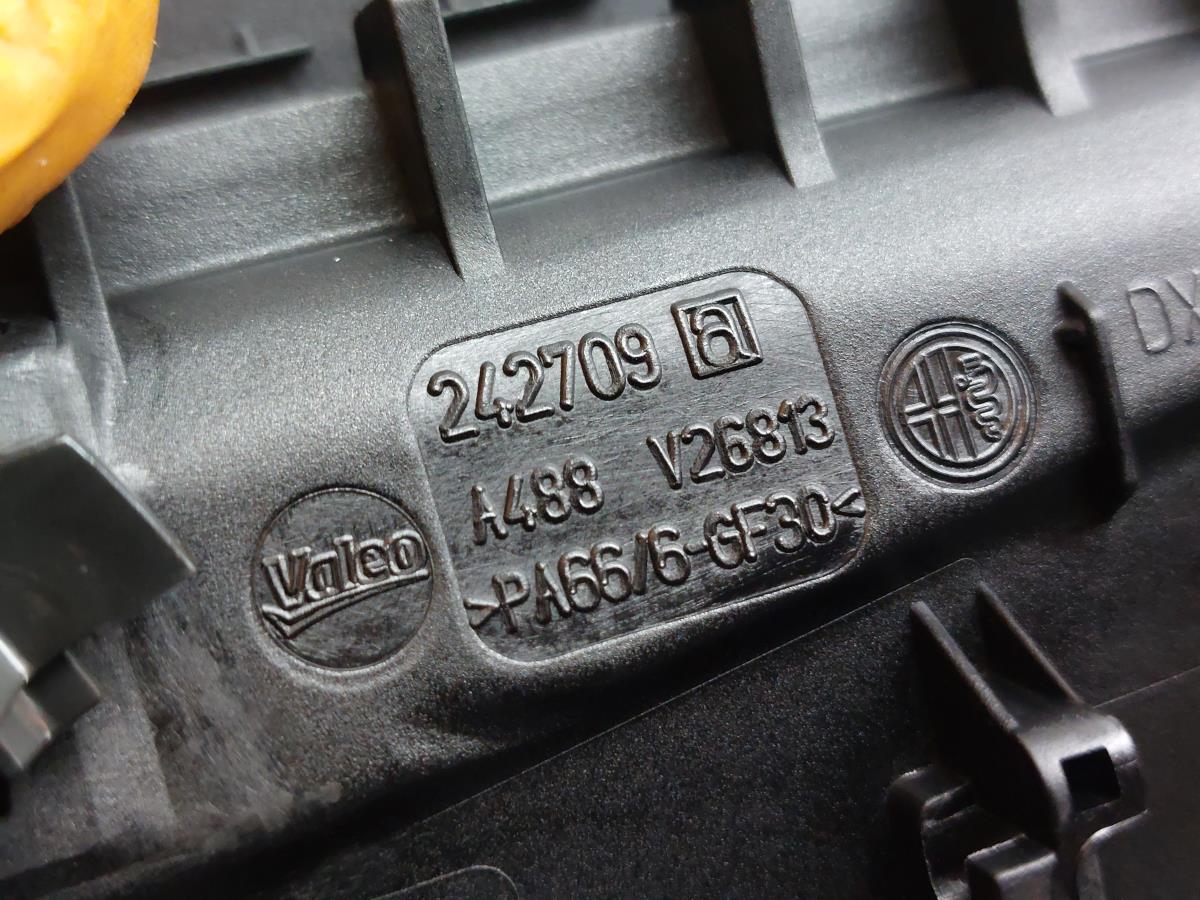 242709 a
A488 V26813
>PA66/6-GF30<
Valeo
DX